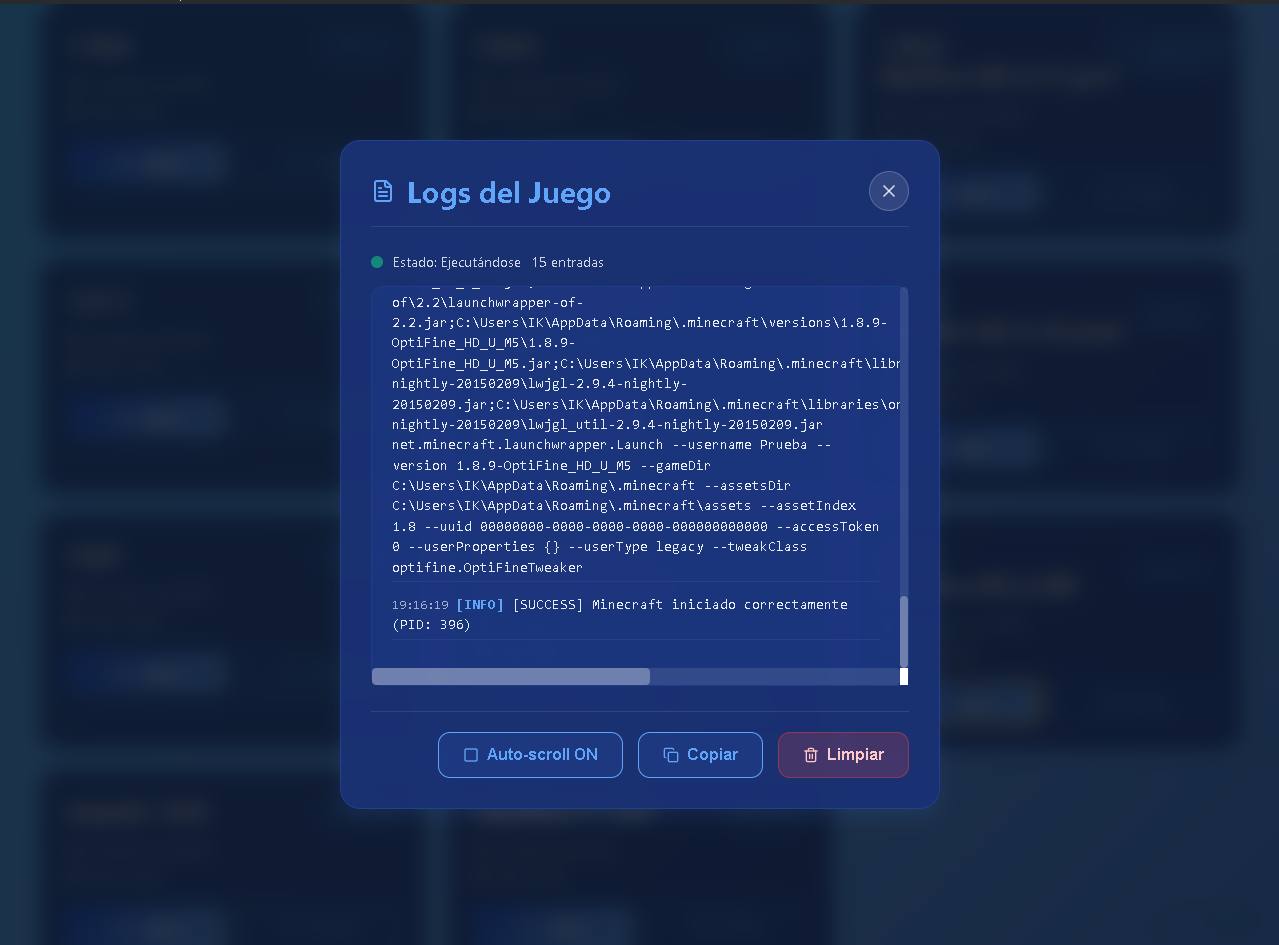 Logs del Juego
Estado: Ejecutándose 15 entradas
of\2.2\launchwrapper-of-
2.2.jar;C:\Users\IK\AppData\Roaming\.minecraft\versions\1.8.9-
OptiFine_HD_U_M5\1.8.9-
OptiFine_HD_U_M5.jar;C:\Users\IK\AppData\Roaming\.minecraft\libr
nightly-20150209\lwjgl-2.9.4-nightly-
20150209.jar;C:\Users\IK\AppData\Roaming\.minecraft\libraries\or
nightly-20150209\lwjgl_util-2.9.4-nightly-20150209.jar
net.minecraft.launchwrapper.Launch --username Prueba --
version 1.8.9-OptiFine_HD_U_M5 --gameDir
C:\Users\IK\AppData\Roaming\.minecraft --assetsDir
C:\Users\IK\AppData\Roaming\.minecraft\assets --assetIndex
1.8 --uuid 00000000-0000-0000-0000-000000000000 --accessToken
0 --userProperties {} --userType legacy --tweakClass
optifine.OptiFineTweaker
19:16:19 [INFO] [SUCCESS] Minecraft iniciado correctamente
(PID: 396)
Auto-scroll ON
Copiar
Limpiar